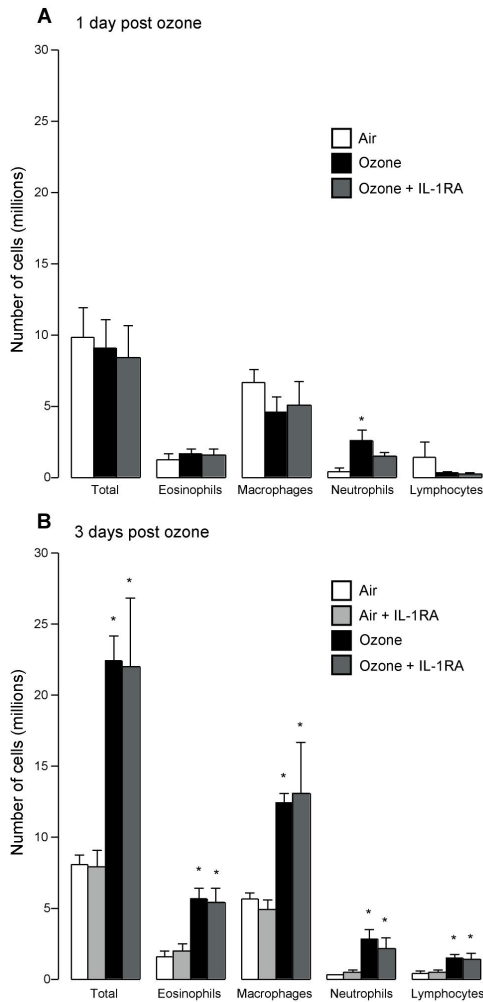 A
1 day post ozone
30
25
20
15
10
5
0
Number of cells (millions)
Air
Ozone
Ozone + IL-1RA
*
Total
Eosinophils
Macrophages
Neutrophils
Lymphocytes
B
3 days post ozone
30
25
20
15
10
5
0
Number of cells (millions)
Air
Air + IL-1RA
Ozone
Ozone + IL-1RA
* *
* *
* *
* *
* *
Total
Eosinophils
Macrophages
Neutrophils
Lymphocytes